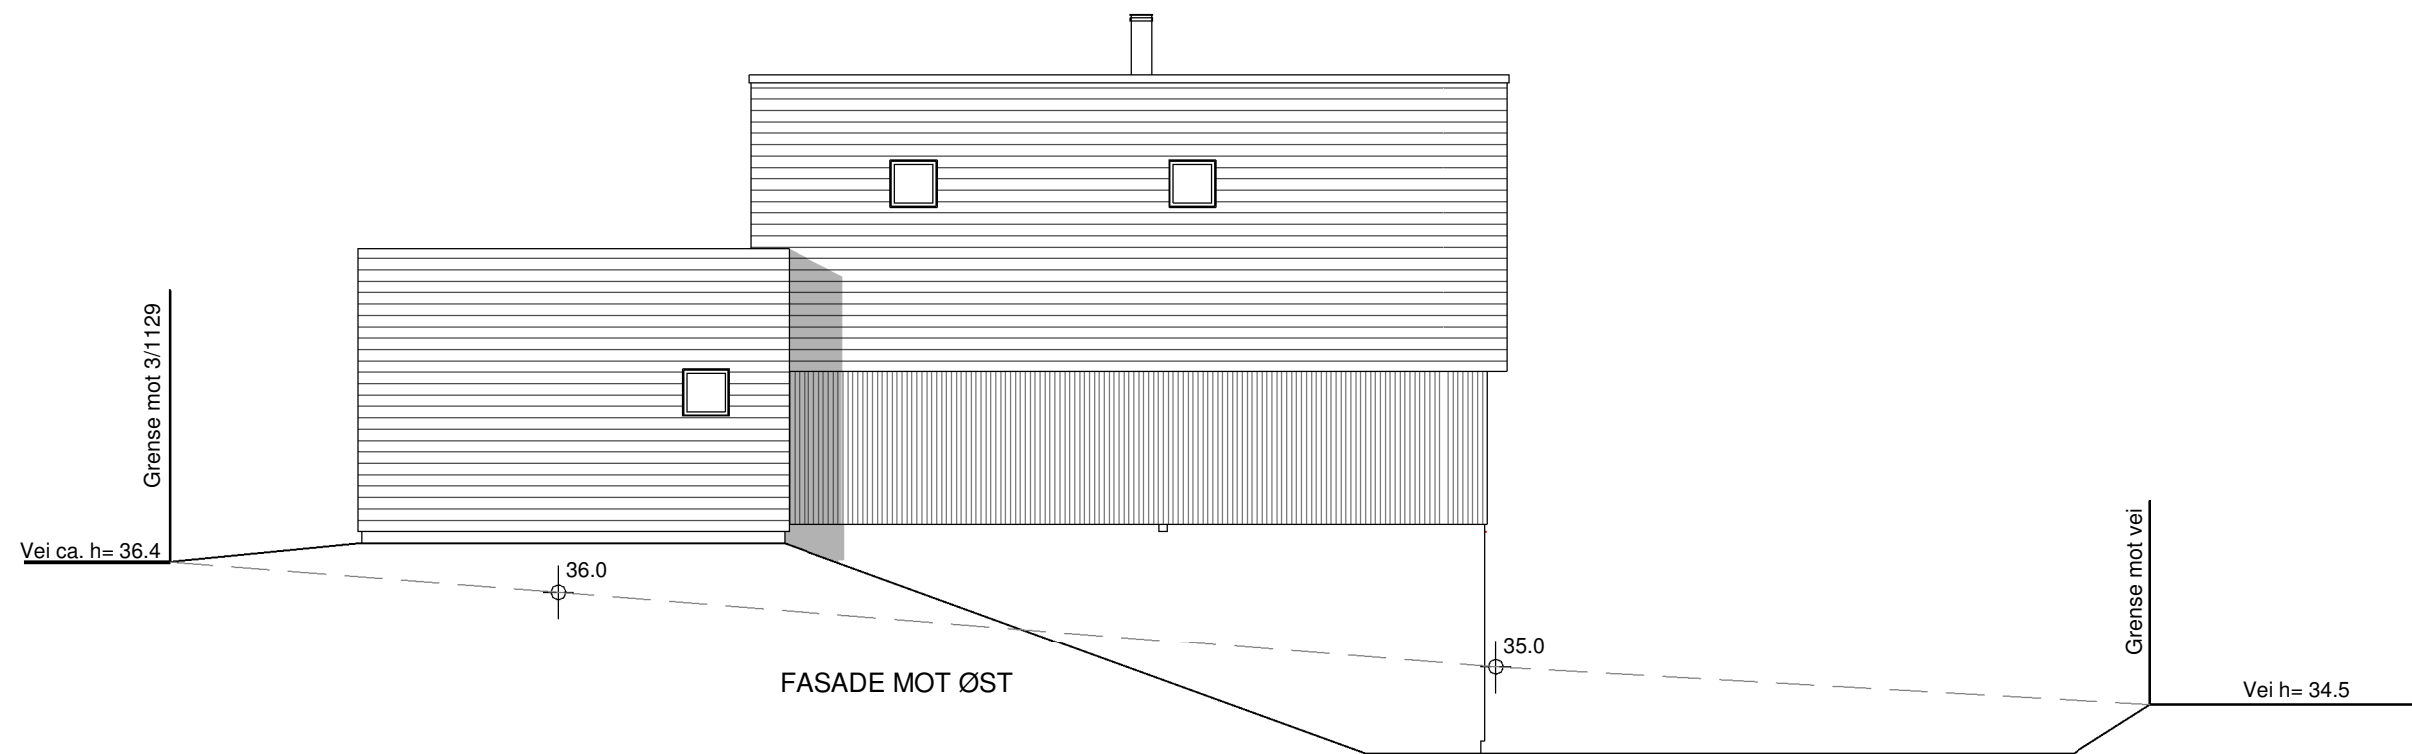 Grense mot 3/1129
Vei ca. h= 36.4
36.0
35.0
FASADE MOT ØST
Grense mot vei
Vei h= 34.5